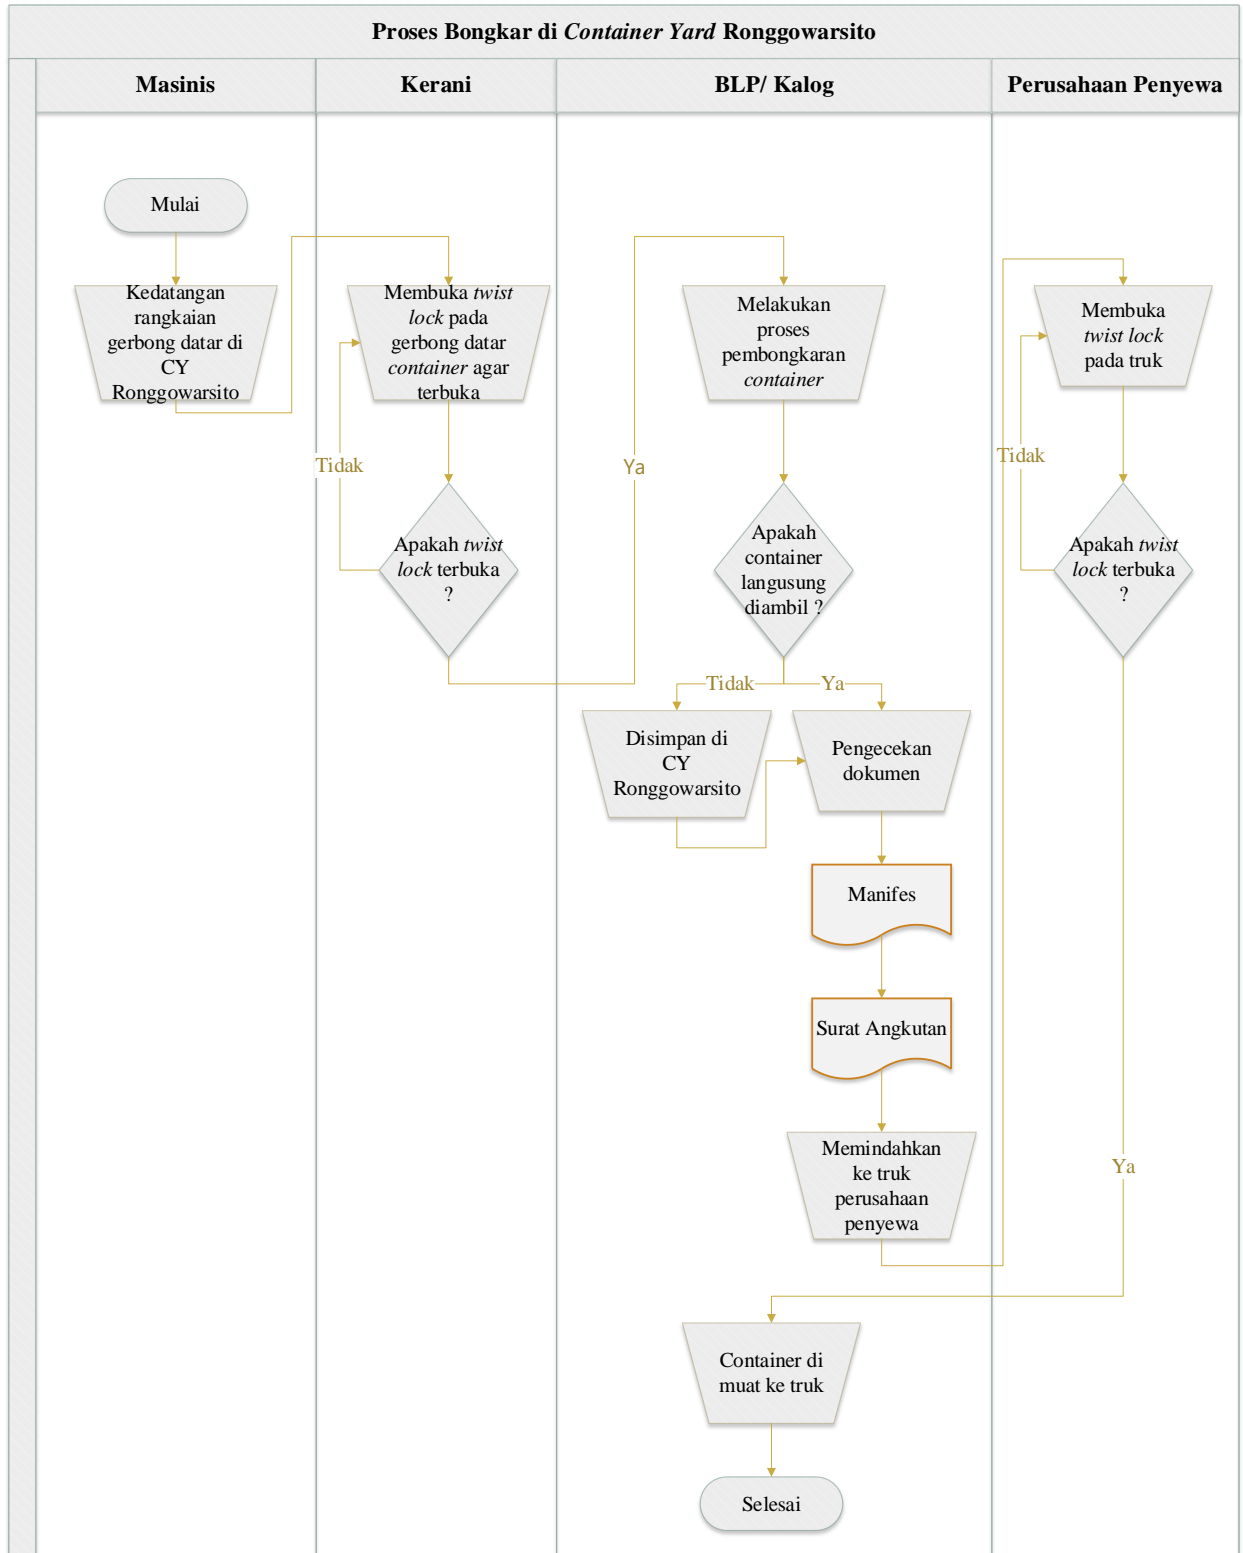 Proses Bongkar di Container Yard Ronggowarsito
Masinis
Kerani
BLP/ Kalog
Perusahaan Penyewa
Mulai
Kedatangan
rangkaian
gerbong datar di
CY
Ronggowarsito
Membuka twist
lock pada
gerbong datar
container agar
terbuka
Tidak
Apakah twist
lock terbuka
?
Ya
Melakukan
proses
pembongkaran
container
Apakah
container
langusung
diambil ?
Tidak
Ya
Disimpan di
CY
Ronggowarsito
Pengecekan
dokumen
Manifes
Surat Angkutan
Memindahkan
ke truk
perusahaan
penyewa
Membuka
twist lock
pada truk
Tidak
Apakah twist
lock terbuka
?
Ya
Container di
muat ke truk
Selesai